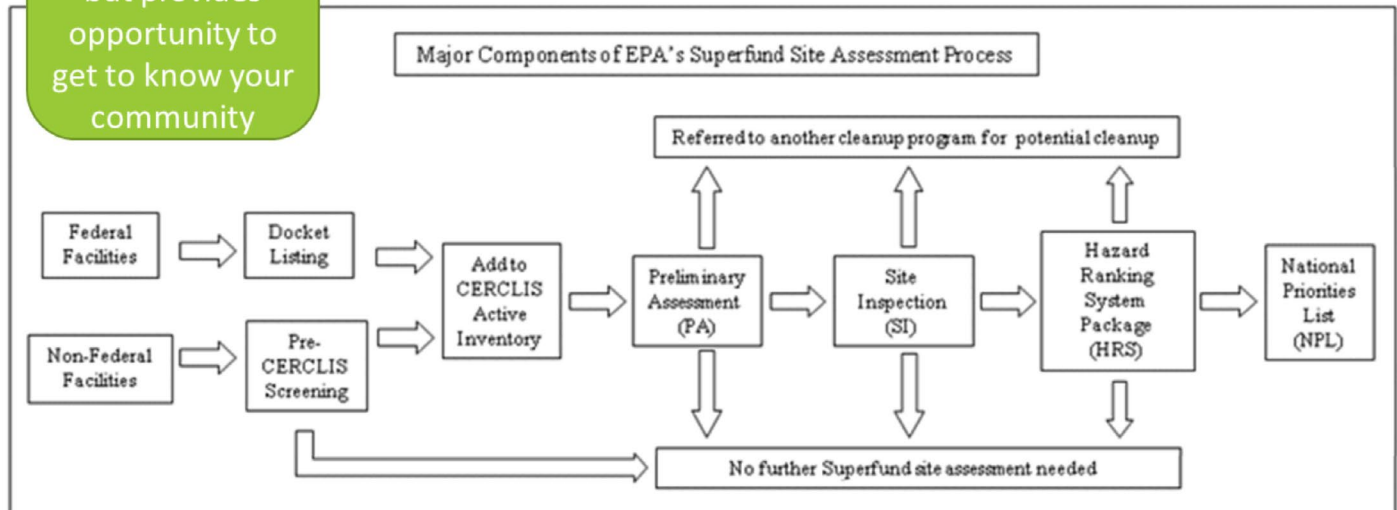 but provides
opportunity to
get to know your
community
Major Components of EPA's Superfund Site Assessment Process
Referred to another cleanup program for potential cleanup
Federal
Facilities
Docket
Listing
Add to
CERCLIS
Active
Inventory
Preliminary
Assessment
(PA)
Site
Inspection
(SI)
Hazard
Ranking
System
Package
(HRS)
National
Priorities
List
(NPL)
Non-Federal
Facilities
Pre-
CERCLIS
Screening
No further Superfund site assessment needed